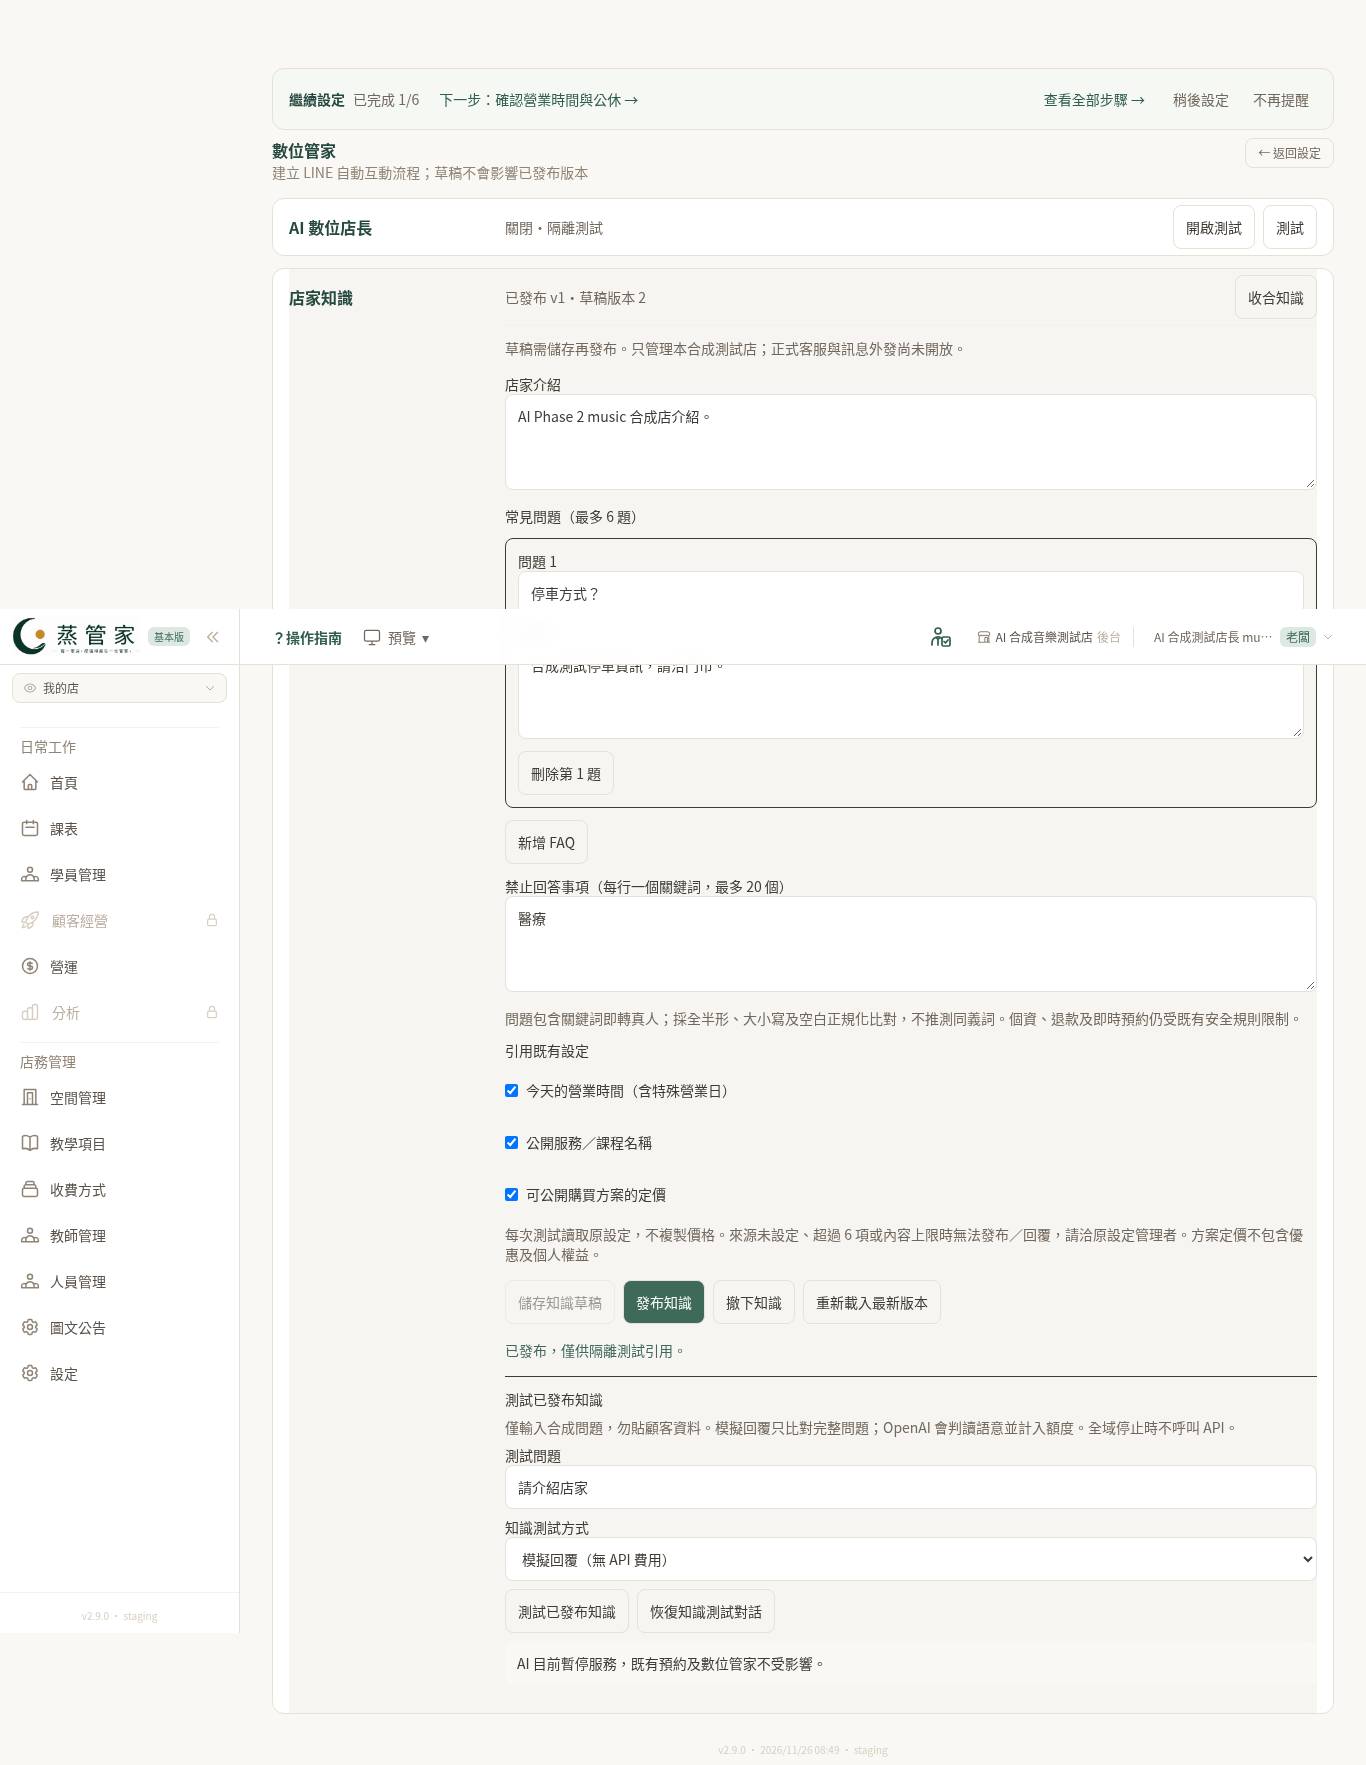 繼續設定 已完成 1/6 下一步：確認營業時間與公休 → 查看全部步驟 → 稍後設定 不再提醒
數位管家
← 返回設定
建立 LINE 自動互動流程；草稿不會影響已發布版本
AI 數位店長 關閉・隔離測試 開啟測試 測試
店家知識 已發布 v1・草稿版本 2 收合知識
草稿需儲存再發布。只管理本合成測試店；正式客服與訊息外發尚未開放。
店家介紹
AI Phase 2 music 合成店介紹。
常見問題（最多 6 題）
問題 1
停車方式？
蒸管家 基本版
? 操作指南 預覽 ▾ AI 合成音樂測試店 後台 AI 合成測試店長 mu… 老闆
合成測試停車資訊，請洽門市。
刪除第 1 題
新增 FAQ
禁止回答事項（每行一個關鍵詞，最多 20 個）
醫療
問題包含關鍵詞即轉真人；採全半形、大小寫及空白正規化比對，不推測同義詞。個資、退款及即時預約仍受既有安全規則限制。
引用既有設定
今天的營業時間（含特殊營業日）
公開服務／課程名稱
可公開購買方案的定價
每次測試讀取原設定，不複製價格。來源未設定、超過 6 項或內容上限時無法發布／回覆，請洽原設定管理者。方案定價不包含優
惠及個人權益。
儲存知識草稿 發布知識 撤下知識 重新載入最新版本
已發布，僅供隔離測試引用。
測試已發布知識
僅輸入合成問題，勿貼顧客資料。模擬回覆只比對完整問題；OpenAI 會判讀語意並計入額度。全域停止時不呼叫 API。
測試問題
請介紹店家
知識測試方式
模擬回覆（無 API 費用）
測試已發布知識 恢復知識測試對話
AI 目前暫停服務，既有預約及數位管家不受影響。
我的店
日常工作
首頁
課表
學員管理
顧客經營
營運
分析
店務管理
空間管理
教學項目
收費方式
教師管理
人員管理
圖文公告
設定
v2.9.0 ・ staging
v2.9.0 ・ 2026/11/26 08:49 ・ staging